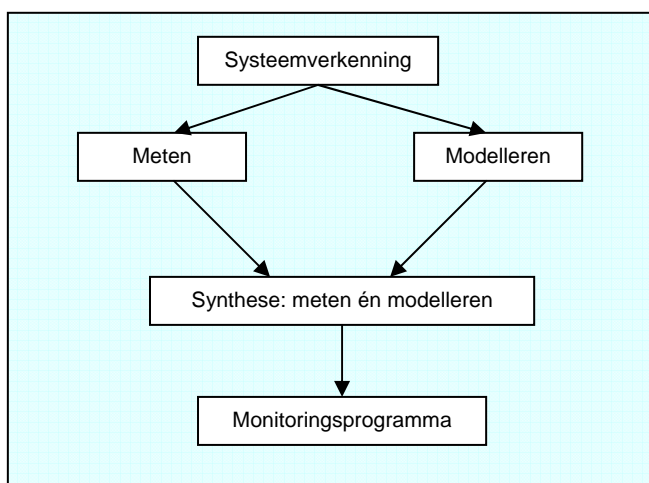 Systeemverkenning
Meten
Modelleren
Synthese: meten én modelleren
Monitoringsprogramma